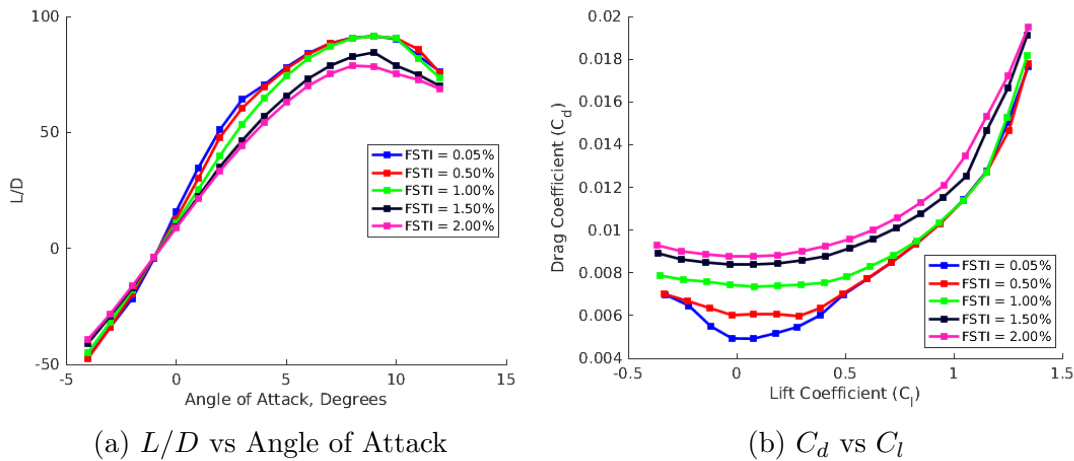 100
50
0
-50
-5
0
5
10
15
L/D
Angle of Attack, Degrees
FSTI = 0.05%
FSTI = 0.50%
FSTI = 1.00%
FSTI = 1.50%
FSTI = 2.00%
(a) L/D vs Angle of Attack
0.02
0.018
0.016
0.014
0.012
0.01
0.008
0.006
0.004
-0.5
0
0.5
1
1.5
Drag Coefficient (C_d)
Lift Coefficient (C_l)
FSTI = 0.05%
FSTI = 0.50%
FSTI = 1.00%
FSTI = 1.50%
FSTI = 2.00%
(b) C_d vs C_l